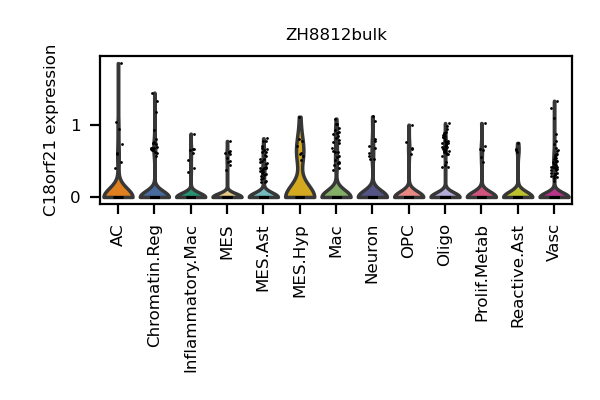 ZH8812bulk
C18orf21 expression
1
0
AC
Chromatin.Reg
Inflammatory.Mac
MES
MES.Ast
MES.Hyp
Mac
Neuron
OPC
Oligo
Prolif.Metab
Reactive.Ast
Vasc